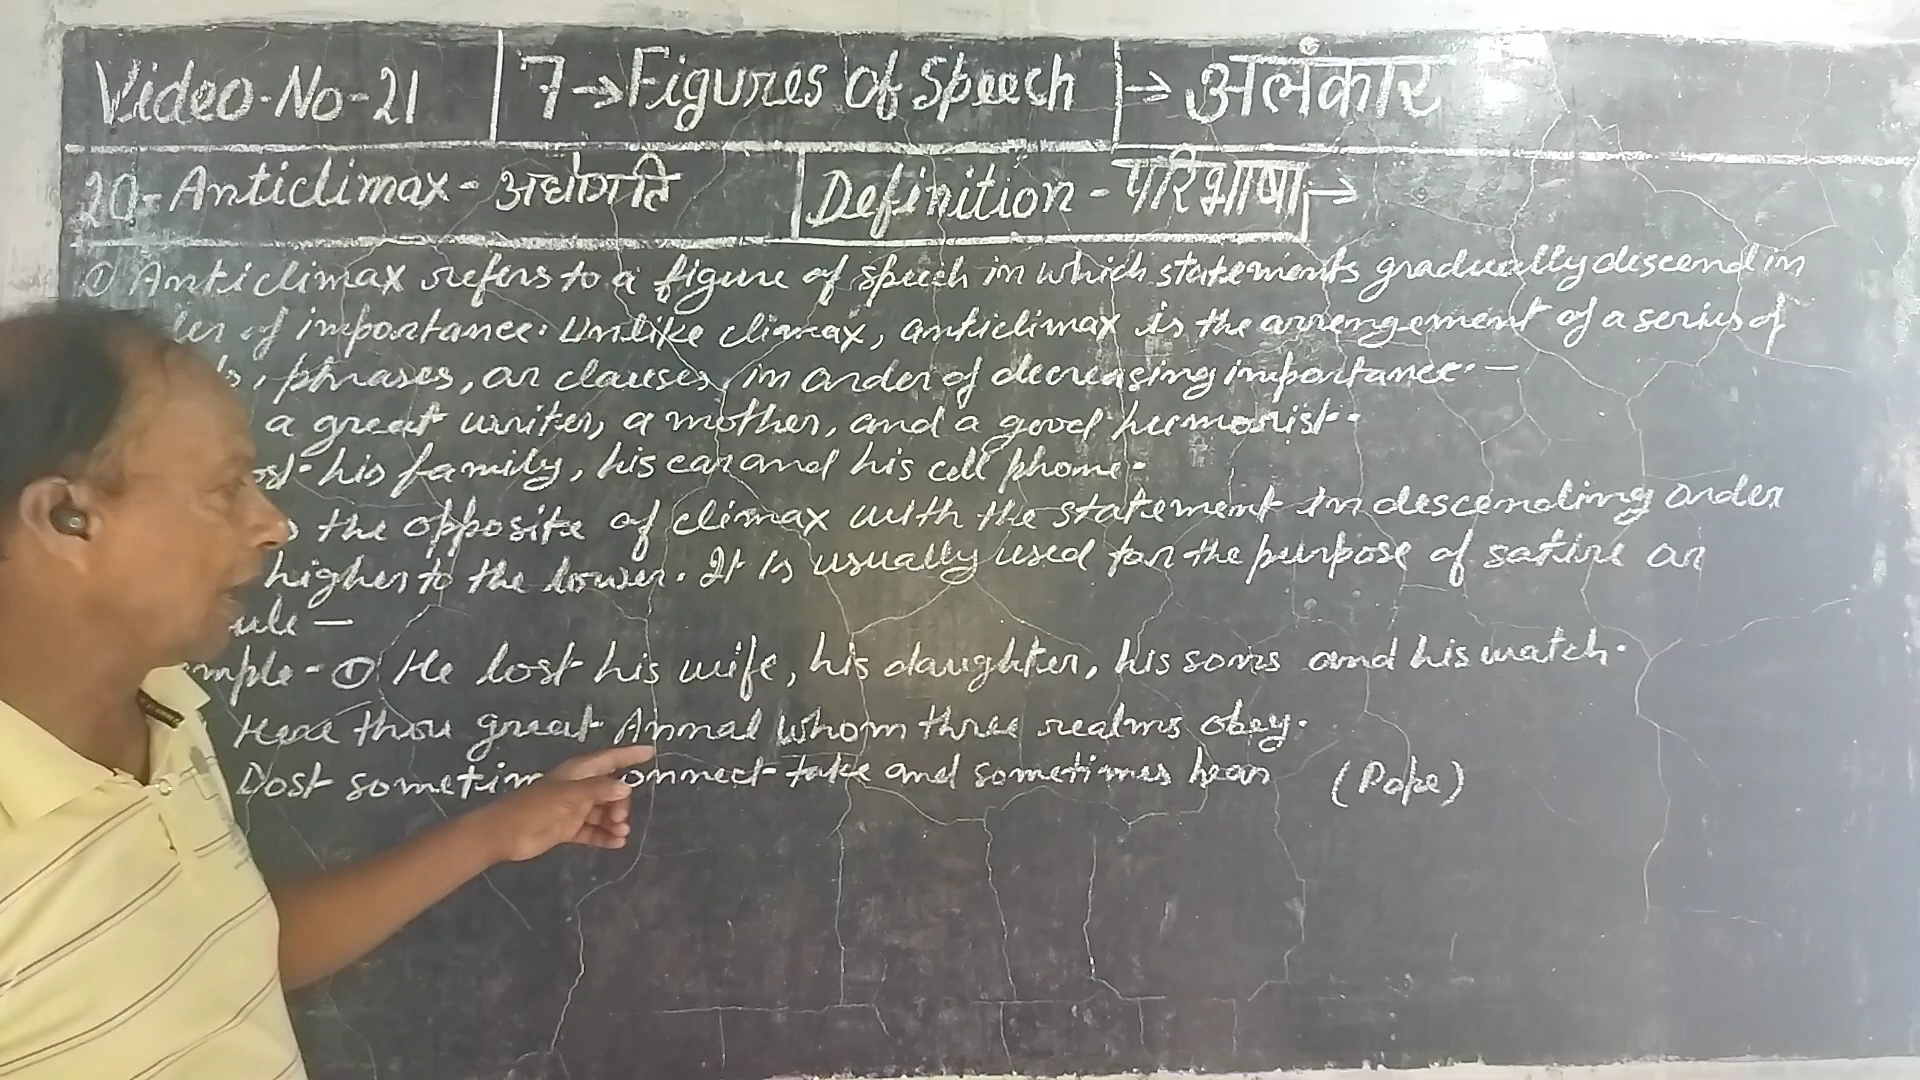 Video-No-21 | 7→Figures Of Speech | → अलंकार
20-Anticlimax-अधोगति Definition-परिभाषा→
① Anticlimax refers to a figure of speech in which statements gradually descend in
of importance. Unlike climax, anticlimax is the arrengement of a series of
, phrases, or clauses, in order of decreasing importance.—
a great writer, a mother, and a good humorist.
his family, his car and his cell phone.
the opposite of climax with the statement in descending order
higher to the lower. It is usually used for the purpose of satire or
—
① He lost his wife, his daughter, his sons and his watch.
Here thou great Annal whom three realms obey.
Dost connect take and sometimes hear (Pope)